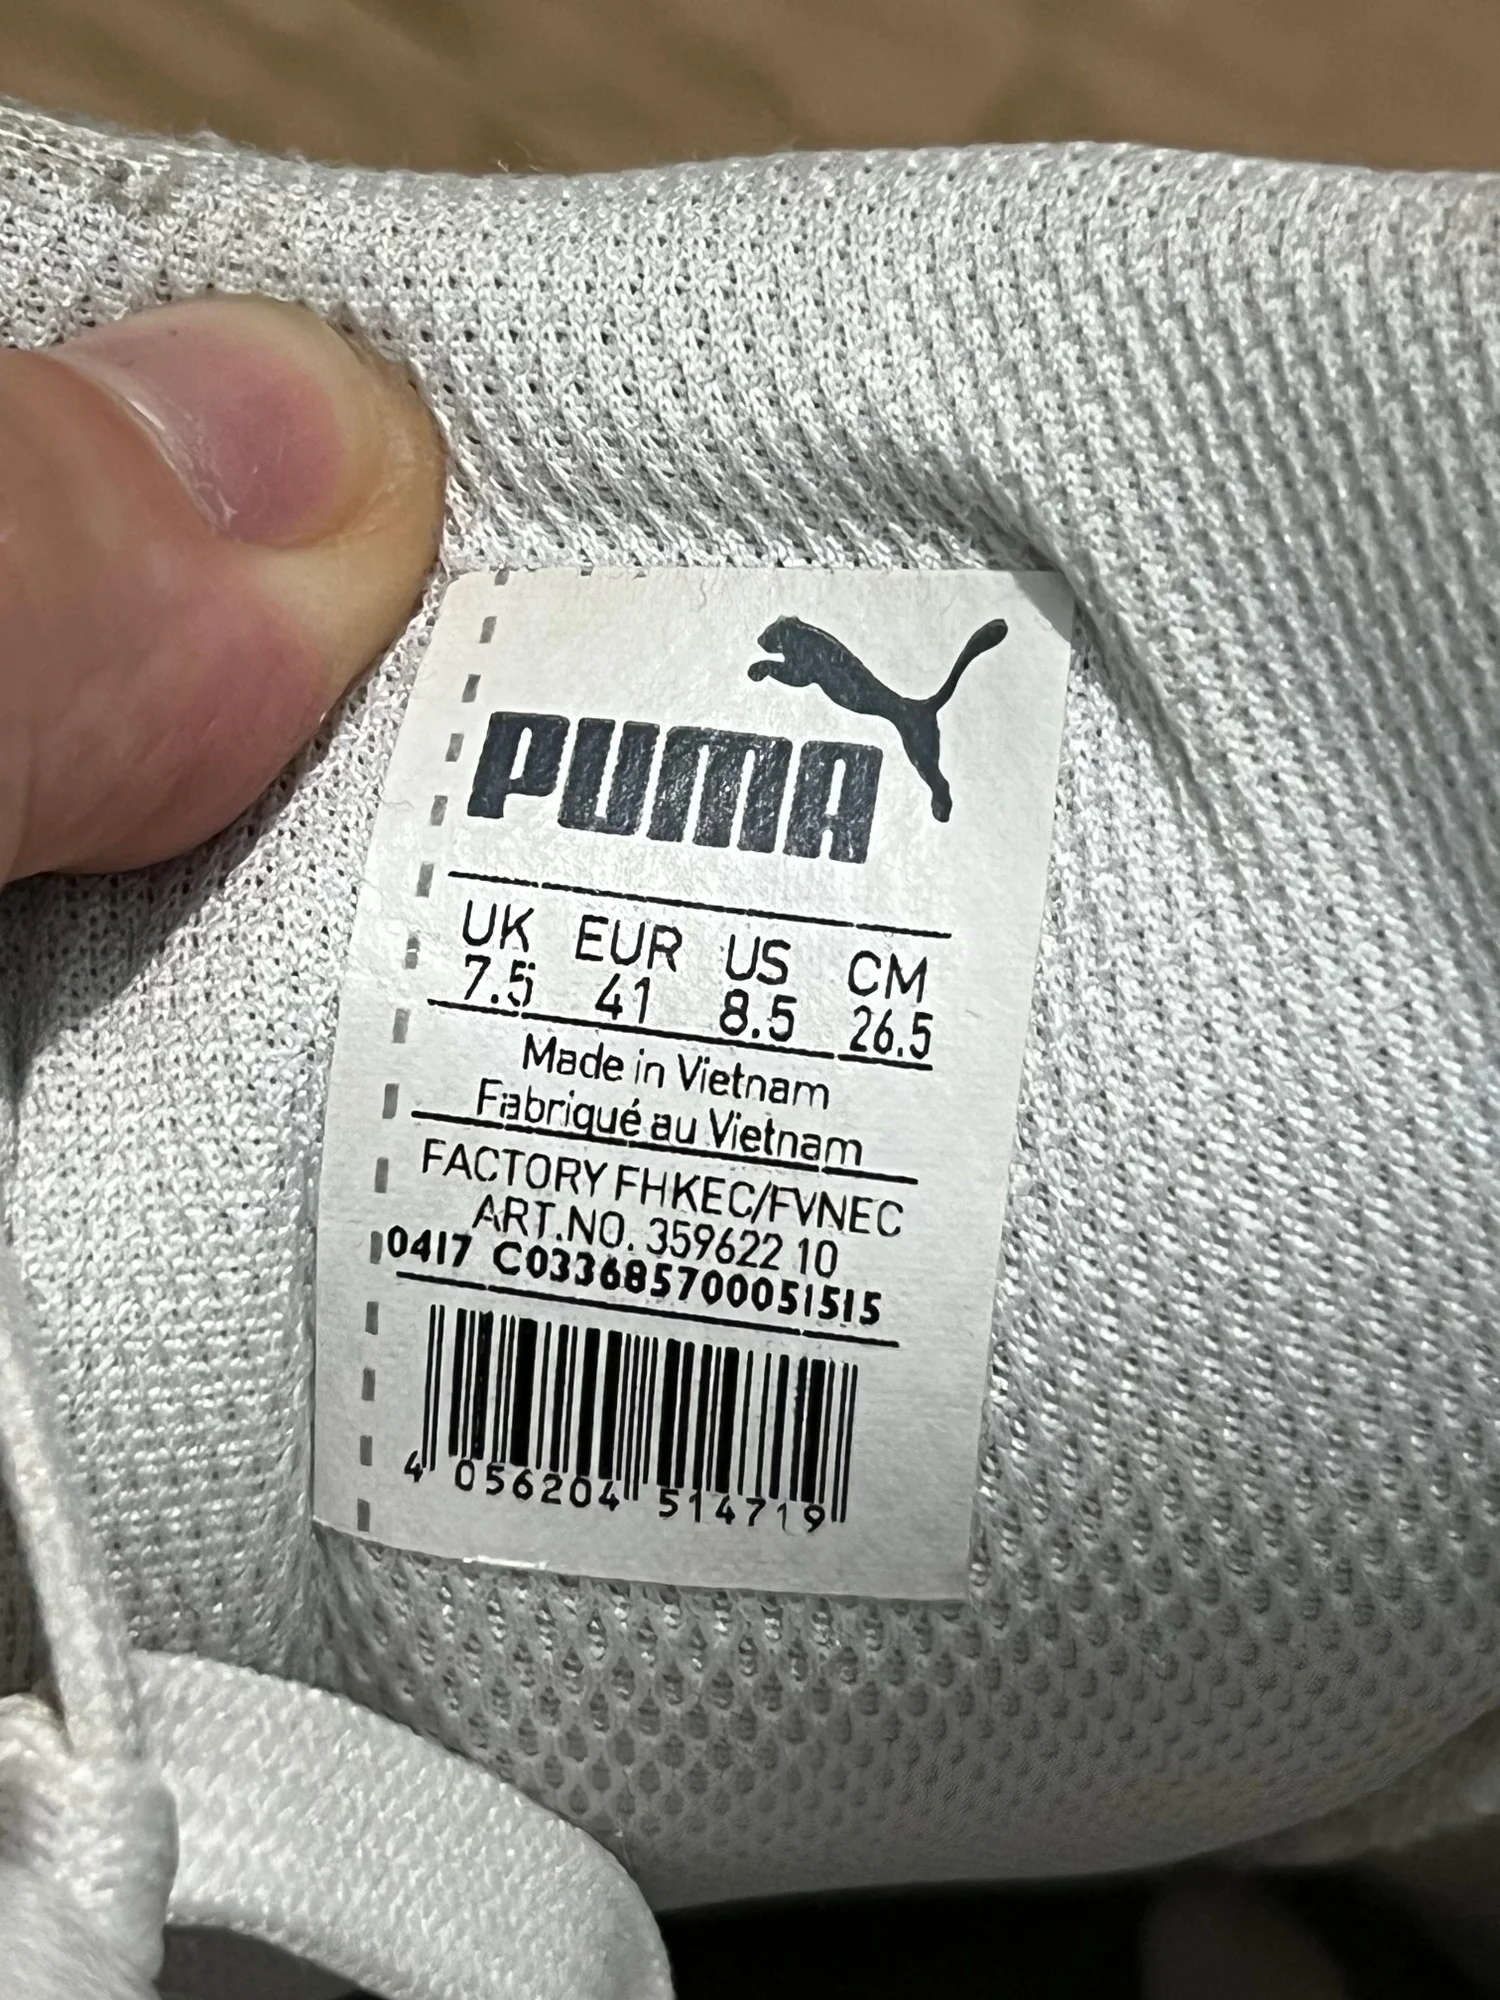 PUMA
UK EUR US CM
7.5 41 8.5 26.5
Made in Vietnam
Fabriqué au Vietnam
FACTORY FHKEC/FVNEC
ART.NO. 359622 10
0417 C033685700051515
4 056204 514719